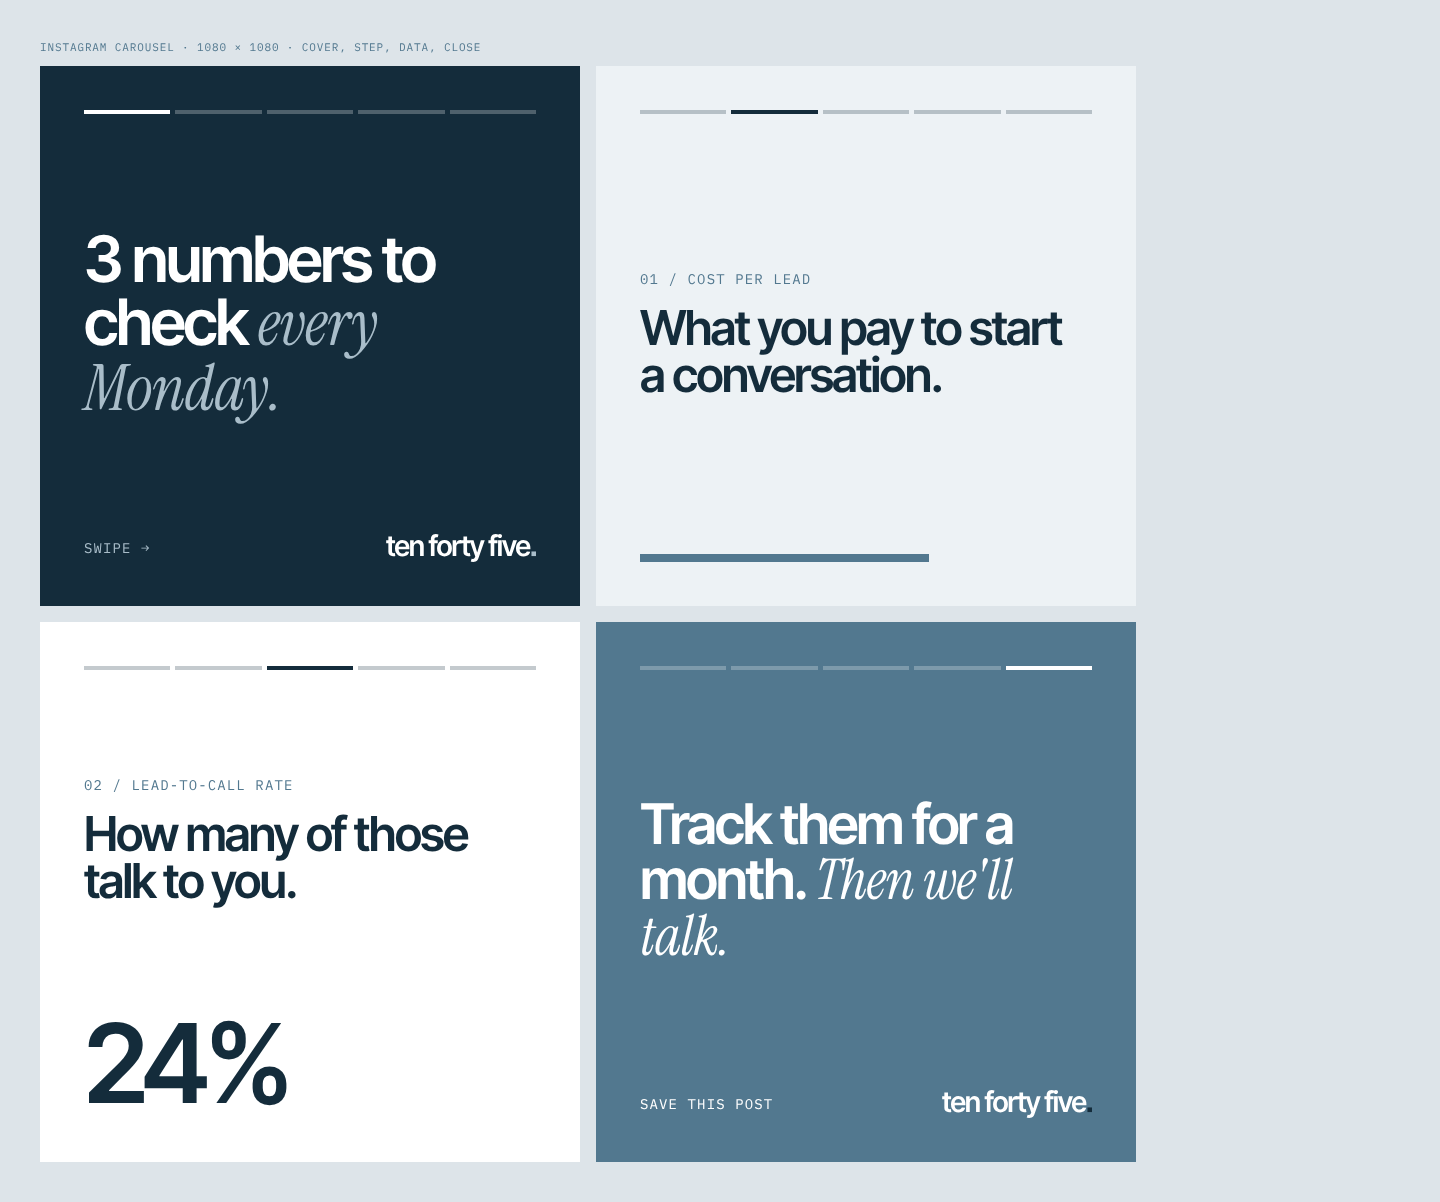 INSTAGRAM CAROUSEL · 1080 × 1080 · COVER, STEP, DATA, CLOSE
3 numbers to
check every
Monday.
SWIPE →
ten forty five.
01 / COST PER LEAD
What you pay to start
a conversation.
02 / LEAD-TO-CALL RATE
How many of those
talk to you.
24%
Track them for a
month. Then we'll
talk.
SAVE THIS POST
ten forty five.